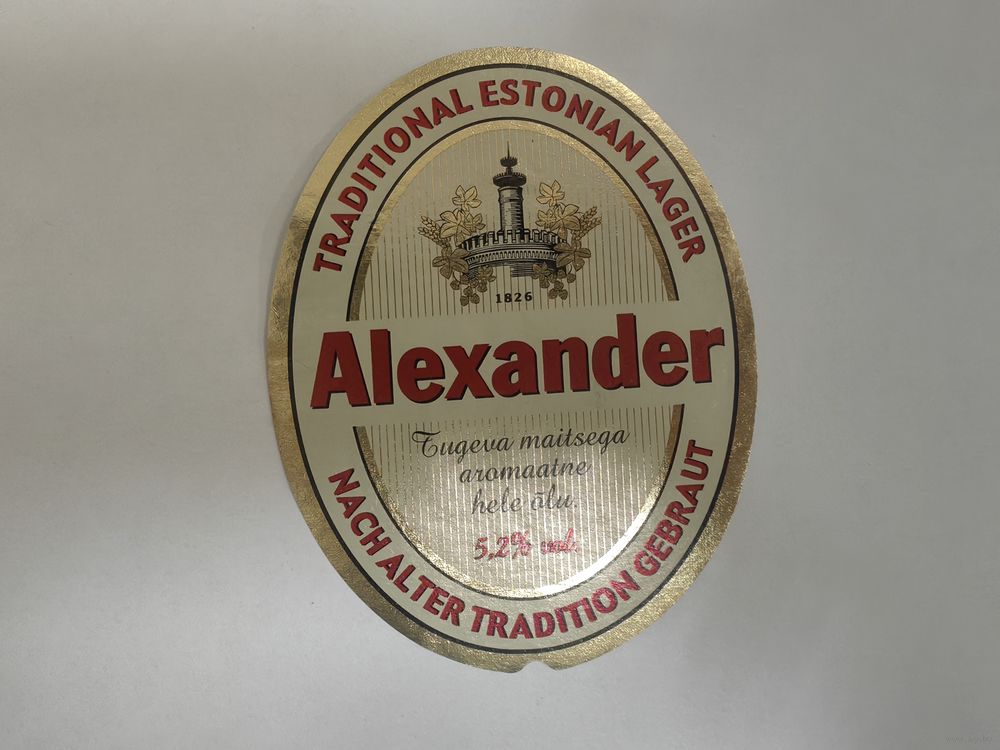 TRADITIONAL ESTONIAN LAGER
1826
Alexander
Tugeva maitsega
aromaatne
hele õlu.
5,2% vol.
NACH ALTER TRADITION GEBRAUT